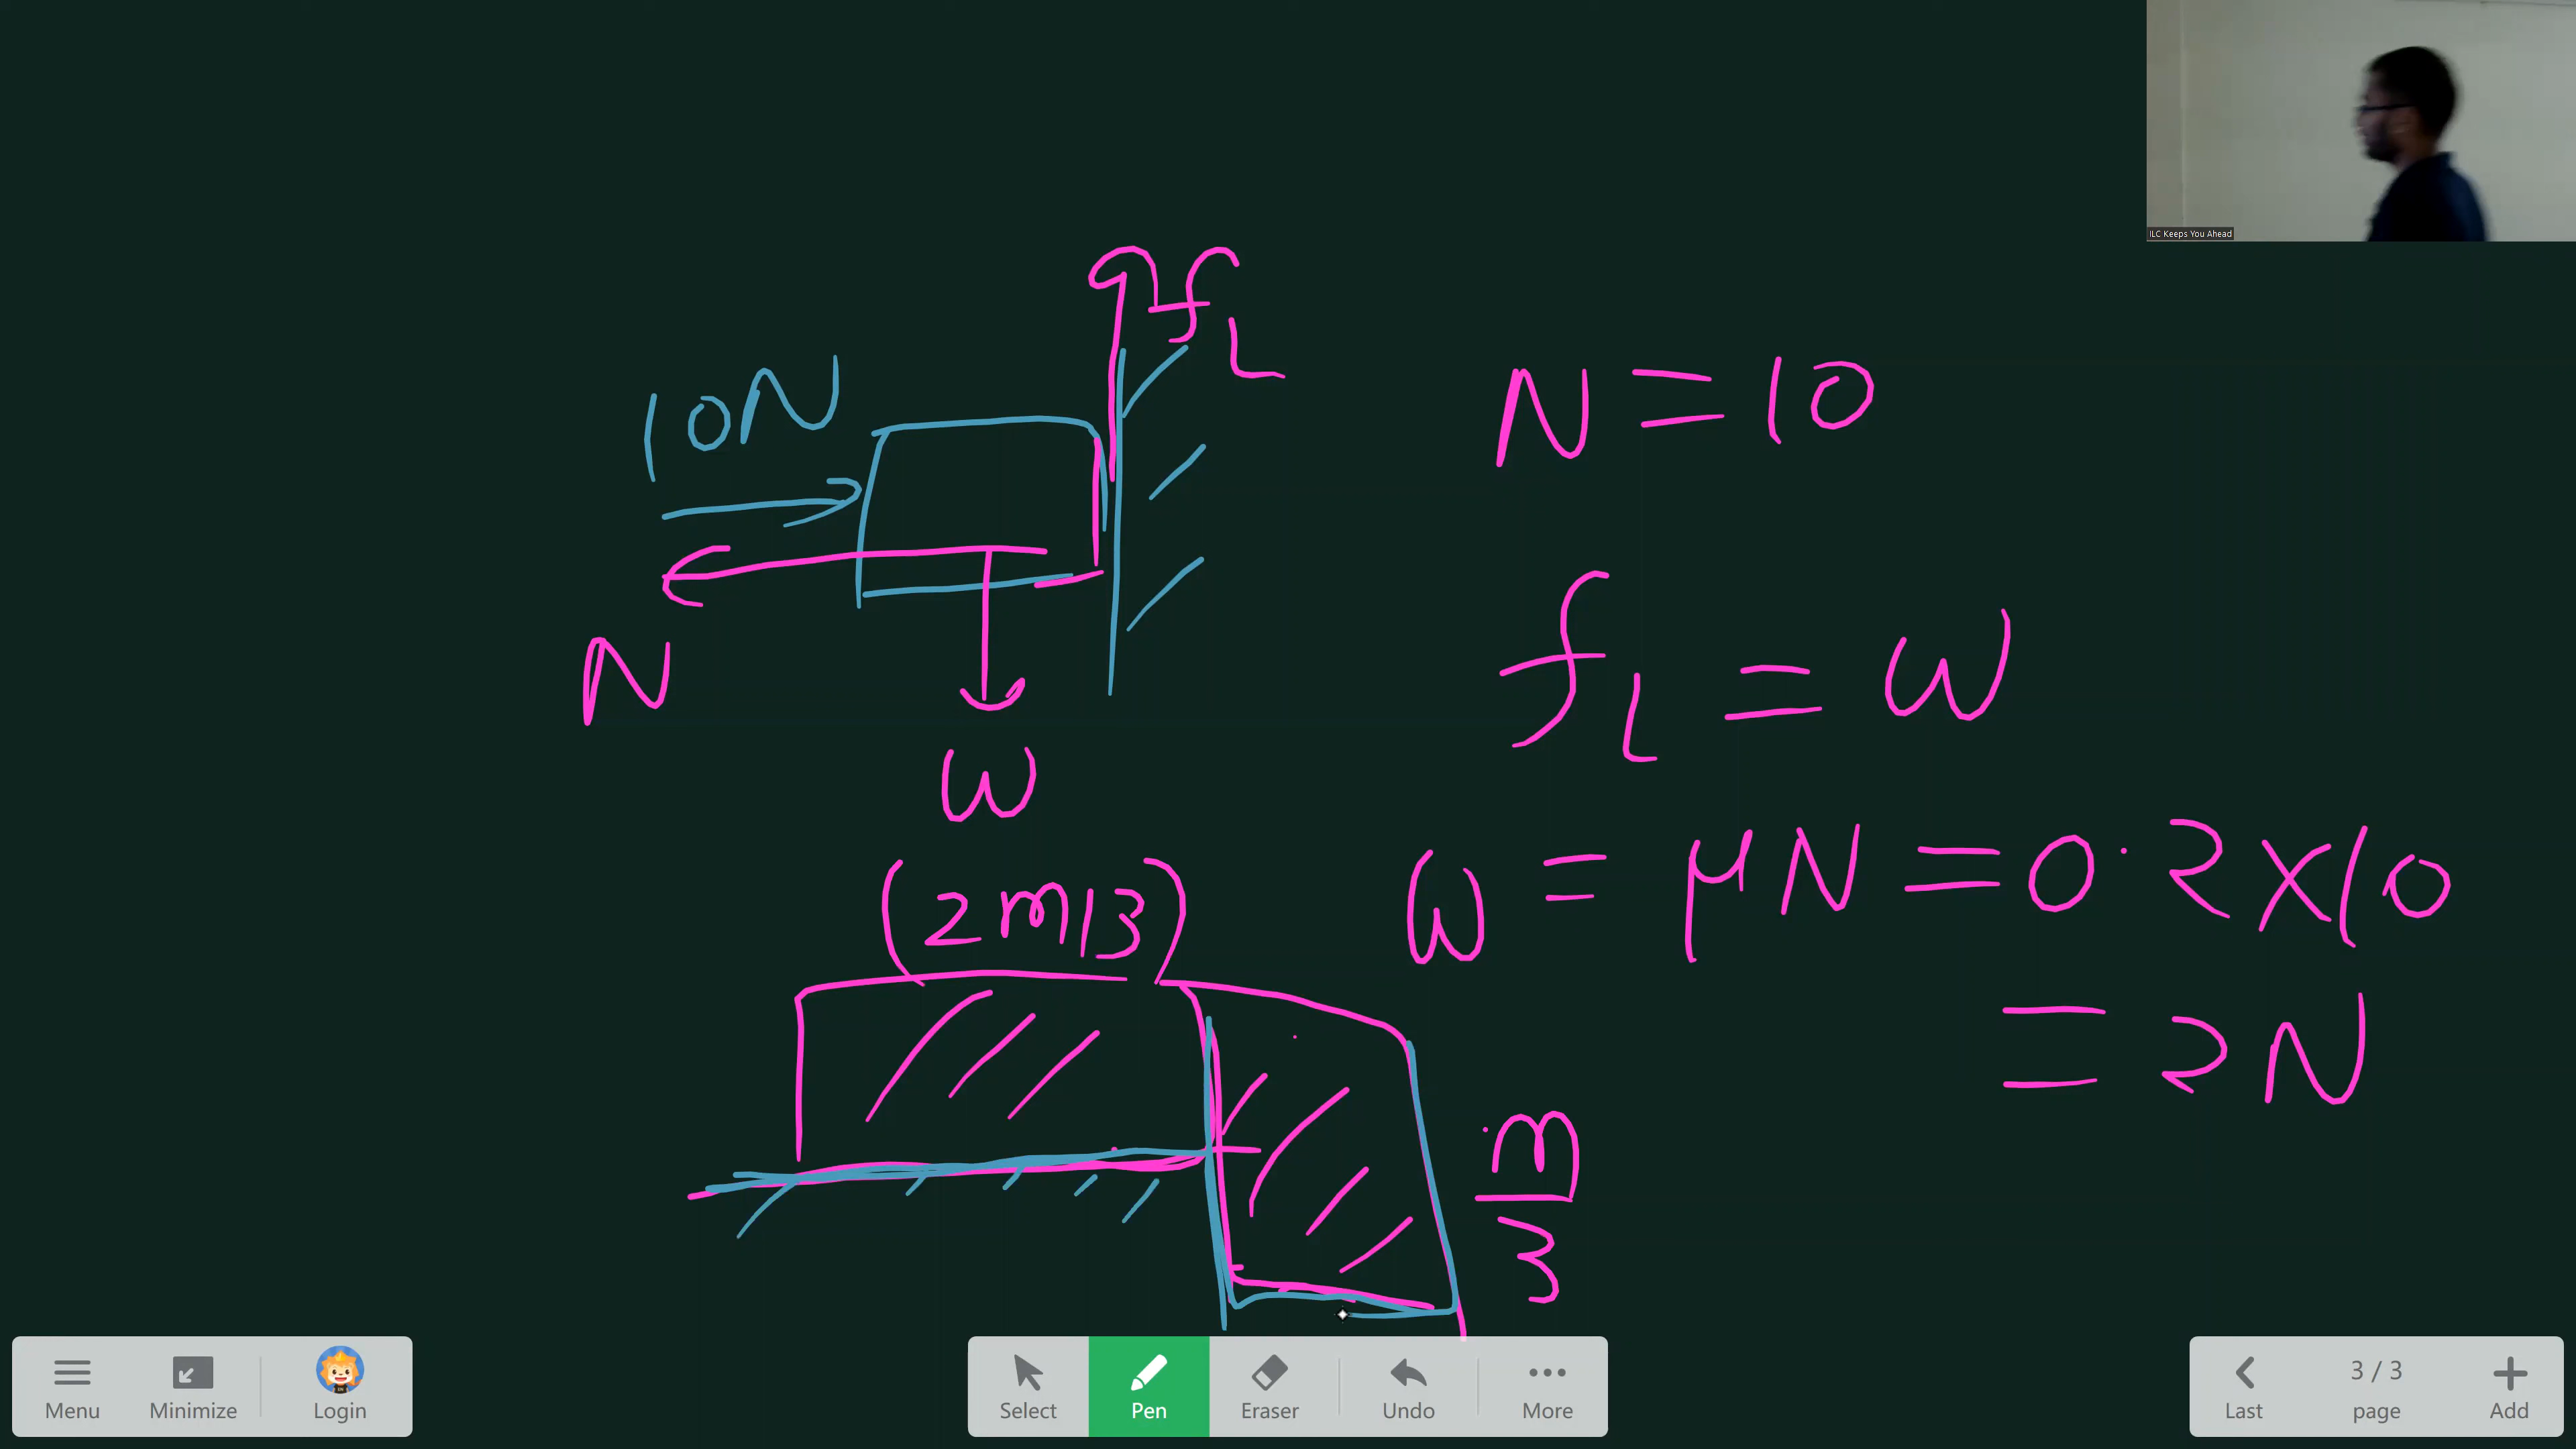 ILC Keeps You Ahead
f_L
10N
N = 10
N
f_L = W
W
W = μN = 0.2 × 10
(2m/3)
= 2N
m/3
Menu
Minimize
Login
Select
Pen
Eraser
Undo
More
Last
3 / 3
page
Add